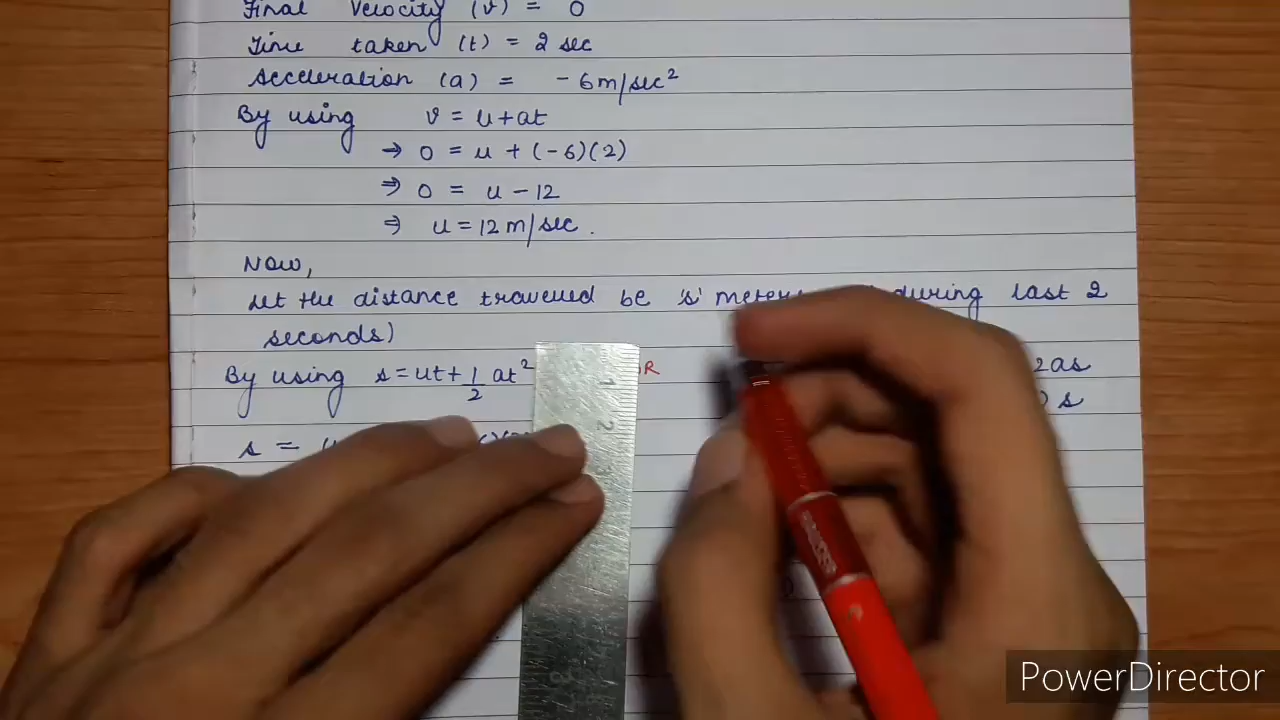 Final Velocity (v) = 0
Time taken (t) = 2 sec
Acceleration (a) = - 6 m/sec²
By using v = u + at
→ 0 = u + (-6)(2)
⇒ 0 = u - 12
⇒ u = 12 m/sec.
Now,
Let the distance travelled be 's' meters during last 2
seconds)
By using s = ut + 1/2 at² OR 2as
s = s
PowerDirector